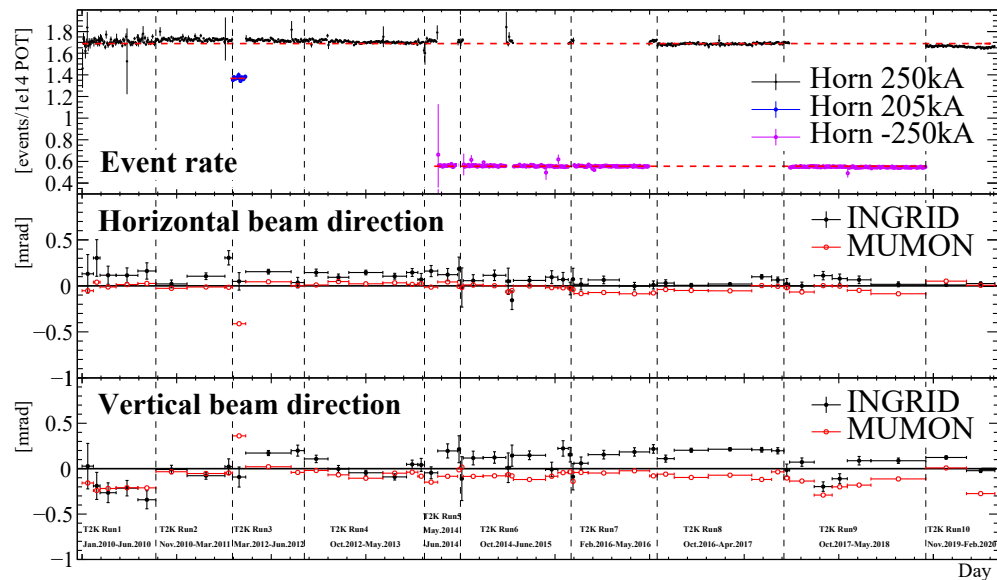 [events/1e14 POT]
1.8
1.6
1.4
1.2
1
0.8
0.6
0.4
Horn 250kA
Horn 205kA
Horn -250kA
Event rate
[mrad]
0.5
0
−0.5
−1
Horizontal beam direction
INGRID
MUMON
[mrad]
0.5
0
−0.5
−1
Vertical beam direction
INGRID
MUMON
T2K Run1
Jan.2010-Jun.2010
T2K Run2
Nov.2010-Mar.2011
T2K Run3
Mar.2012-Jun.2012
T2K Run4
Oct.2012-May.2013
T2K Run5
May.2014
Jun.2014
T2K Run6
Oct.2014-June.2015
T2K Run7
Feb.2016-May.2016
T2K Run8
Oct.2016-Apr.2017
T2K Run9
Oct.2017-May.2018
T2K Run10
Nov.2019-Feb.2020
Day